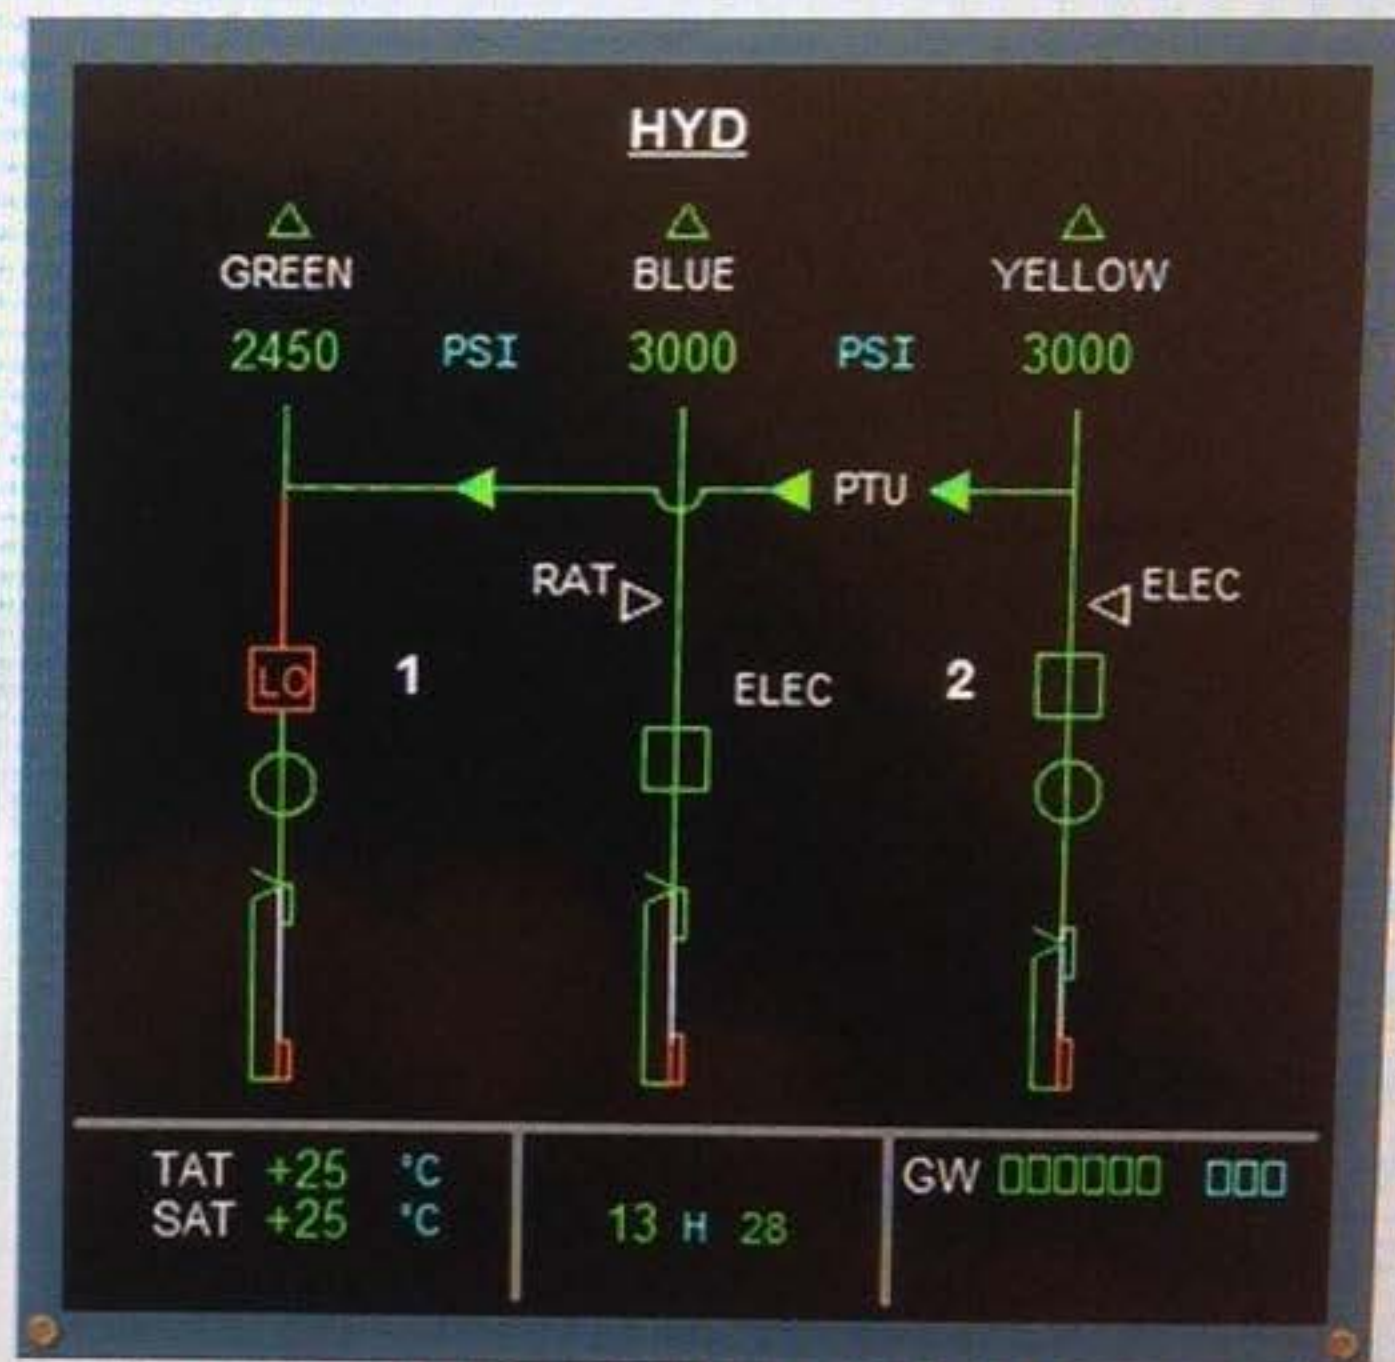 HYD
GREEN BLUE YELLOW
2450 PSI 3000 PSI 3000
PTU
RAT ELEC
LO 1 ELEC 2
TAT +25 °C
SAT +25 °C
13 H 28
GW